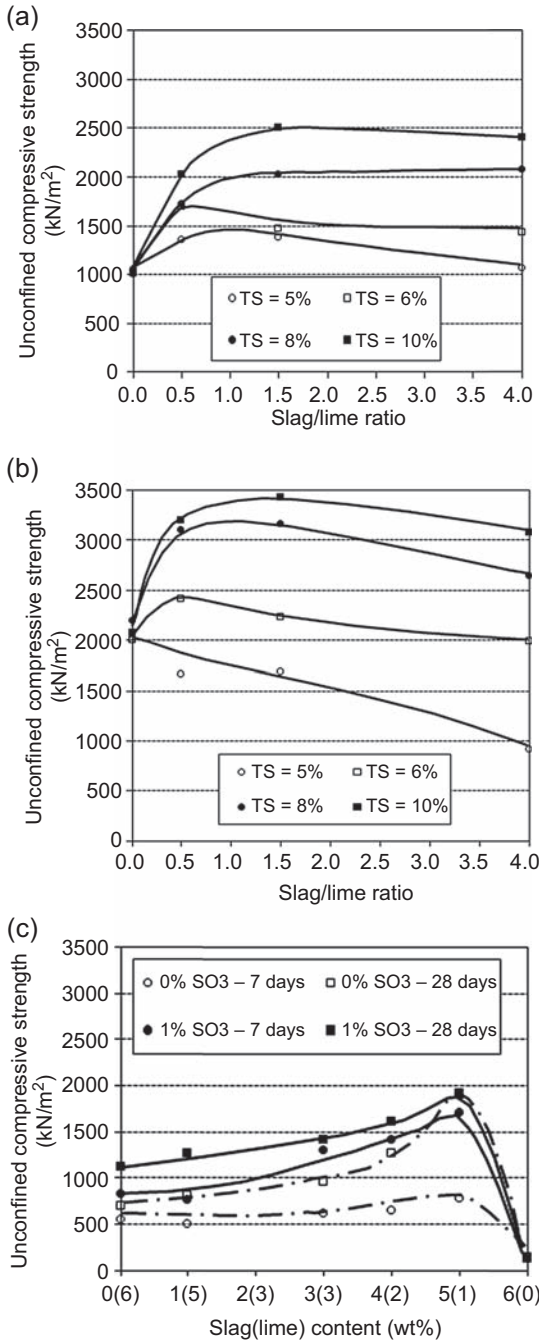 (a)
Unconfined compressive strength
(kN/m²)
3500
3000
2500
2000
1500
1000
500
0
TS = 5% TS = 6%
TS = 8% TS = 10%
0.0 0.5 1.0 1.5 2.0 2.5 3.0 3.5 4.0
Slag/lime ratio
(b)
Unconfined compressive strength
(kN/m²)
3500
3000
2500
2000
1500
1000
500
0
TS = 5% TS = 6%
TS = 8% TS = 10%
0.0 0.5 1.0 1.5 2.0 2.5 3.0 3.5 4.0
Slag/lime ratio
(c)
Unconfined compressive strength
(kN/m²)
3500
3000
2500
2000
1500
1000
500
0
0% SO3 – 7 days 0% SO3 – 28 days
1% SO3 – 7 days 1% SO3 – 28 days
0(6) 1(5) 2(3) 3(3) 4(2) 5(1) 6(0)
Slag(lime) content (wt%)